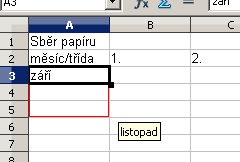 A3 fx Σ = září
A B C
1 Sběr papíru
2 měsíc/třída 1. 2.
3 září
4
5
listopad
6